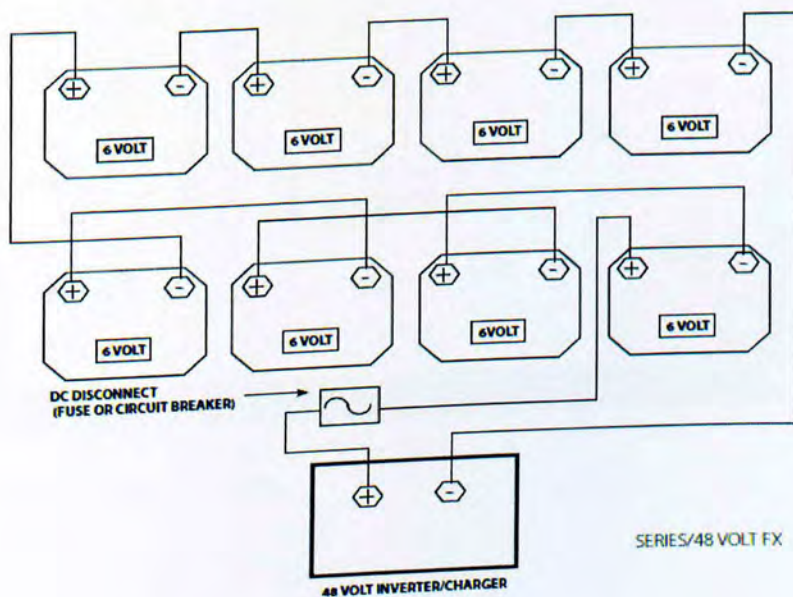 + - + - + - + -
6 VOLT 6 VOLT 6 VOLT 6 VOLT
+ - + - + - + -
6 VOLT 6 VOLT 6VOLT 6 VOLT
DC DISCONNECT
(FUSE OR CIRCUIT BREAKER)
+ -
SERIES/48 VOLT FX
48 VOLT INVERTER/CHARGER